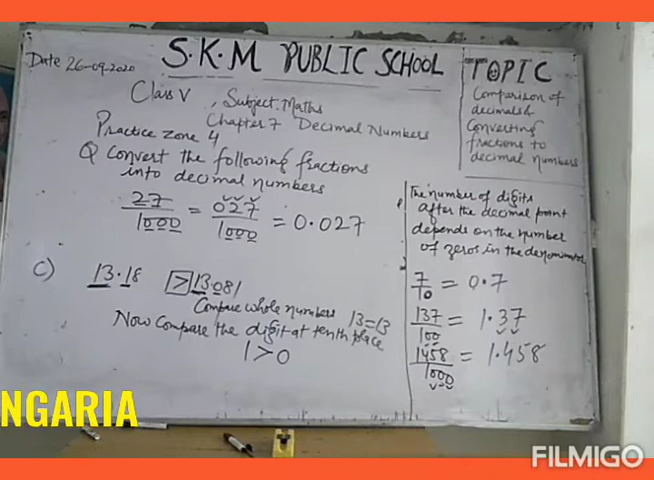 S.K.M PUBLIC SCHOOL
Date 26-09-2020
Class V , Subject: Maths
Chapter 7 Decimal Numbers
Practice Zone 4
Q Convert the following fractions
into decimal numbers
27/1000 = 027/1000 = 0.027
C) 13.18 > 13.081
Compare whole numbers 13=13
Now Compare the digit at tenth place
1 > 0
TOPIC
Comparison of
decimals &
Converting
fractions to
decimal numbers
The number of digits
after the decimal point
depends on the number
of zeros in the denominator
7/10 = 0.7
137/100 = 1.37
1458/1000 = 1.458
NGARIA
FILMIGO